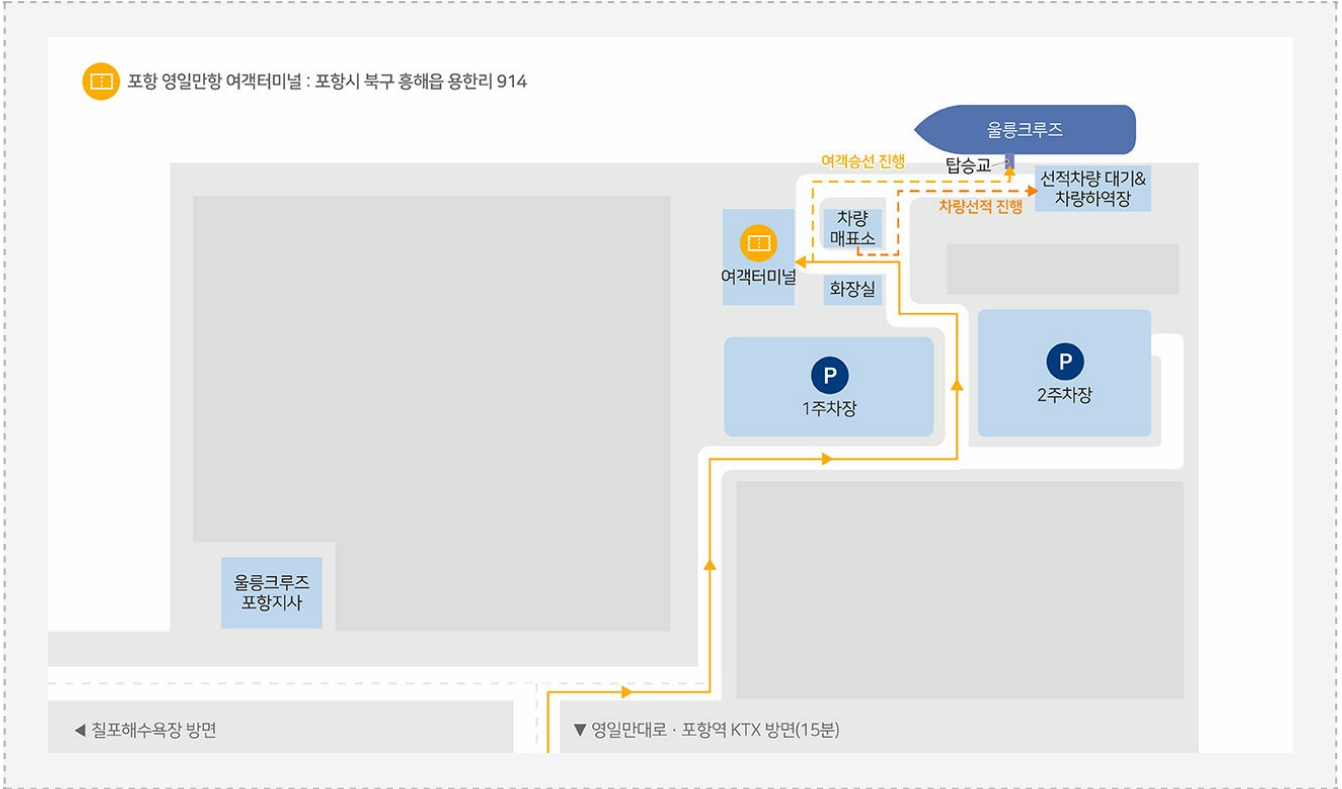 포항 영일만항 여객터미널 : 포항시 북구 흥해읍 용한리 914
울릉크루즈
여객승선 진행
탑승교
선적차량 대기&
차량하역장
차량선적 진행
차량
매표소
여객터미널
화장실
P
1주차장
P
2주차장
울릉크루즈
포항지사
◀ 칠포해수욕장 방면
▼ 영일만대로 · 포항역 KTX 방면(15분)